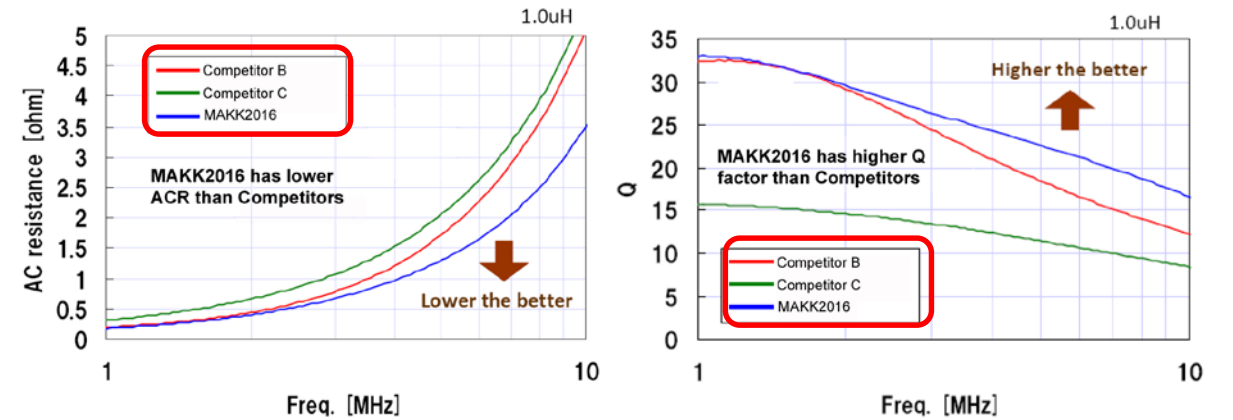 1.0uH
5
4.5
4
3.5
3
2.5
2
1.5
1
0.5
0
AC resistance [ohm]
Competitor B
Competitor C
MAKK2016
MAKK2016 has lower
ACR than Competitors
Lower the better
1
10
Freq. [MHz]
1.0uH
35
30
25
20
15
10
5
0
Q
Higher the better
MAKK2016 has higher Q
factor than Competitors
Competitor B
Competitor C
MAKK2016
1
10
Freq. [MHz]